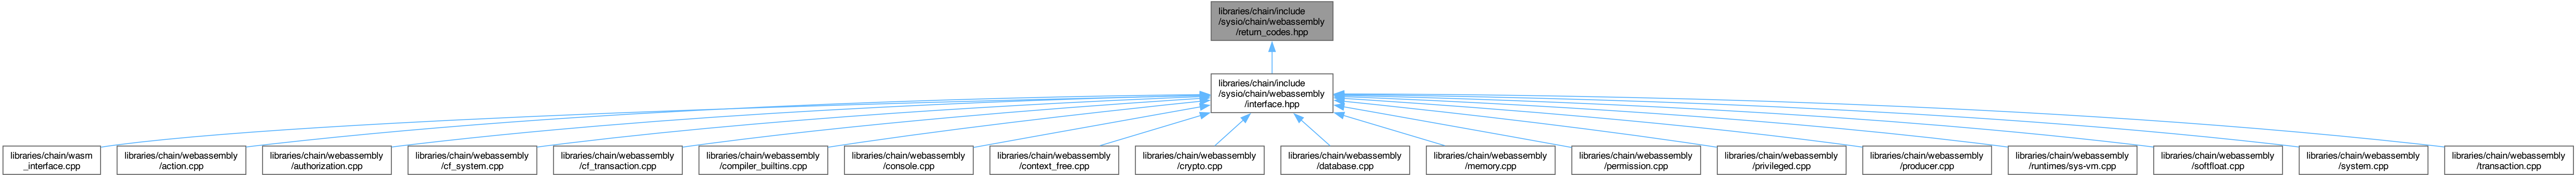 libraries/chain/include
/sysio/chain/webassembly
/return_codes.hpp
libraries/chain/include
/sysio/chain/webassembly
/interface.hpp
libraries/chain/wasm
_interface.cpp
libraries/chain/webassembly
/action.cpp
libraries/chain/webassembly
/authorization.cpp
libraries/chain/webassembly
/cf_system.cpp
libraries/chain/webassembly
/cf_transaction.cpp
libraries/chain/webassembly
/compiler_builtins.cpp
libraries/chain/webassembly
/console.cpp
libraries/chain/webassembly
/context_free.cpp
libraries/chain/webassembly
/crypto.cpp
libraries/chain/webassembly
/database.cpp
libraries/chain/webassembly
/memory.cpp
libraries/chain/webassembly
/permission.cpp
libraries/chain/webassembly
/privileged.cpp
libraries/chain/webassembly
/producer.cpp
libraries/chain/webassembly
/runtimes/sys-vm.cpp
libraries/chain/webassembly
/softfloat.cpp
libraries/chain/webassembly
/system.cpp
libraries/chain/webassembly
/transaction.cpp